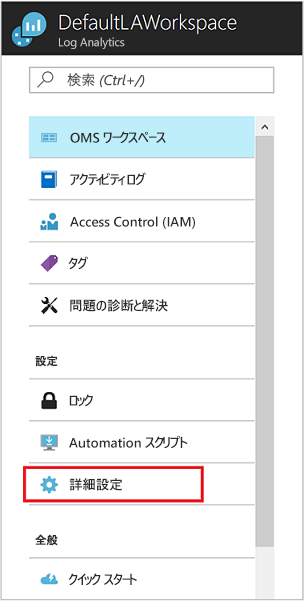 DefaultLAWorkspace
Log Analytics
検索 (Ctrl+/)
OMS ワークスペース
アクティビティログ
Access Control (IAM)
タグ
問題の診断と解決
設定
ロック
Automation スクリプト
詳細設定
全般
クイック スタート